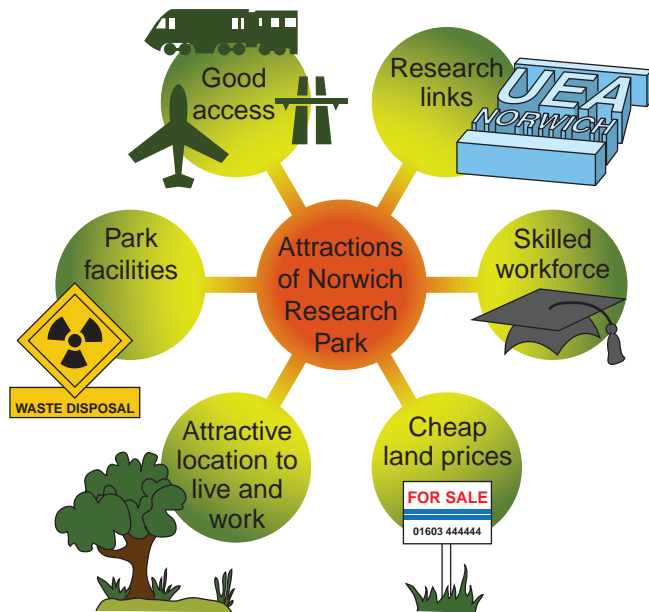 Good
access
Research
links
UEA
NORWICH
Park
facilities
WASTE DISPOSAL
Attractions
of Norwich
Research
Park
Skilled
workforce
Attractive
location to
live and
work
Cheap
land prices
FOR SALE
01603 444444